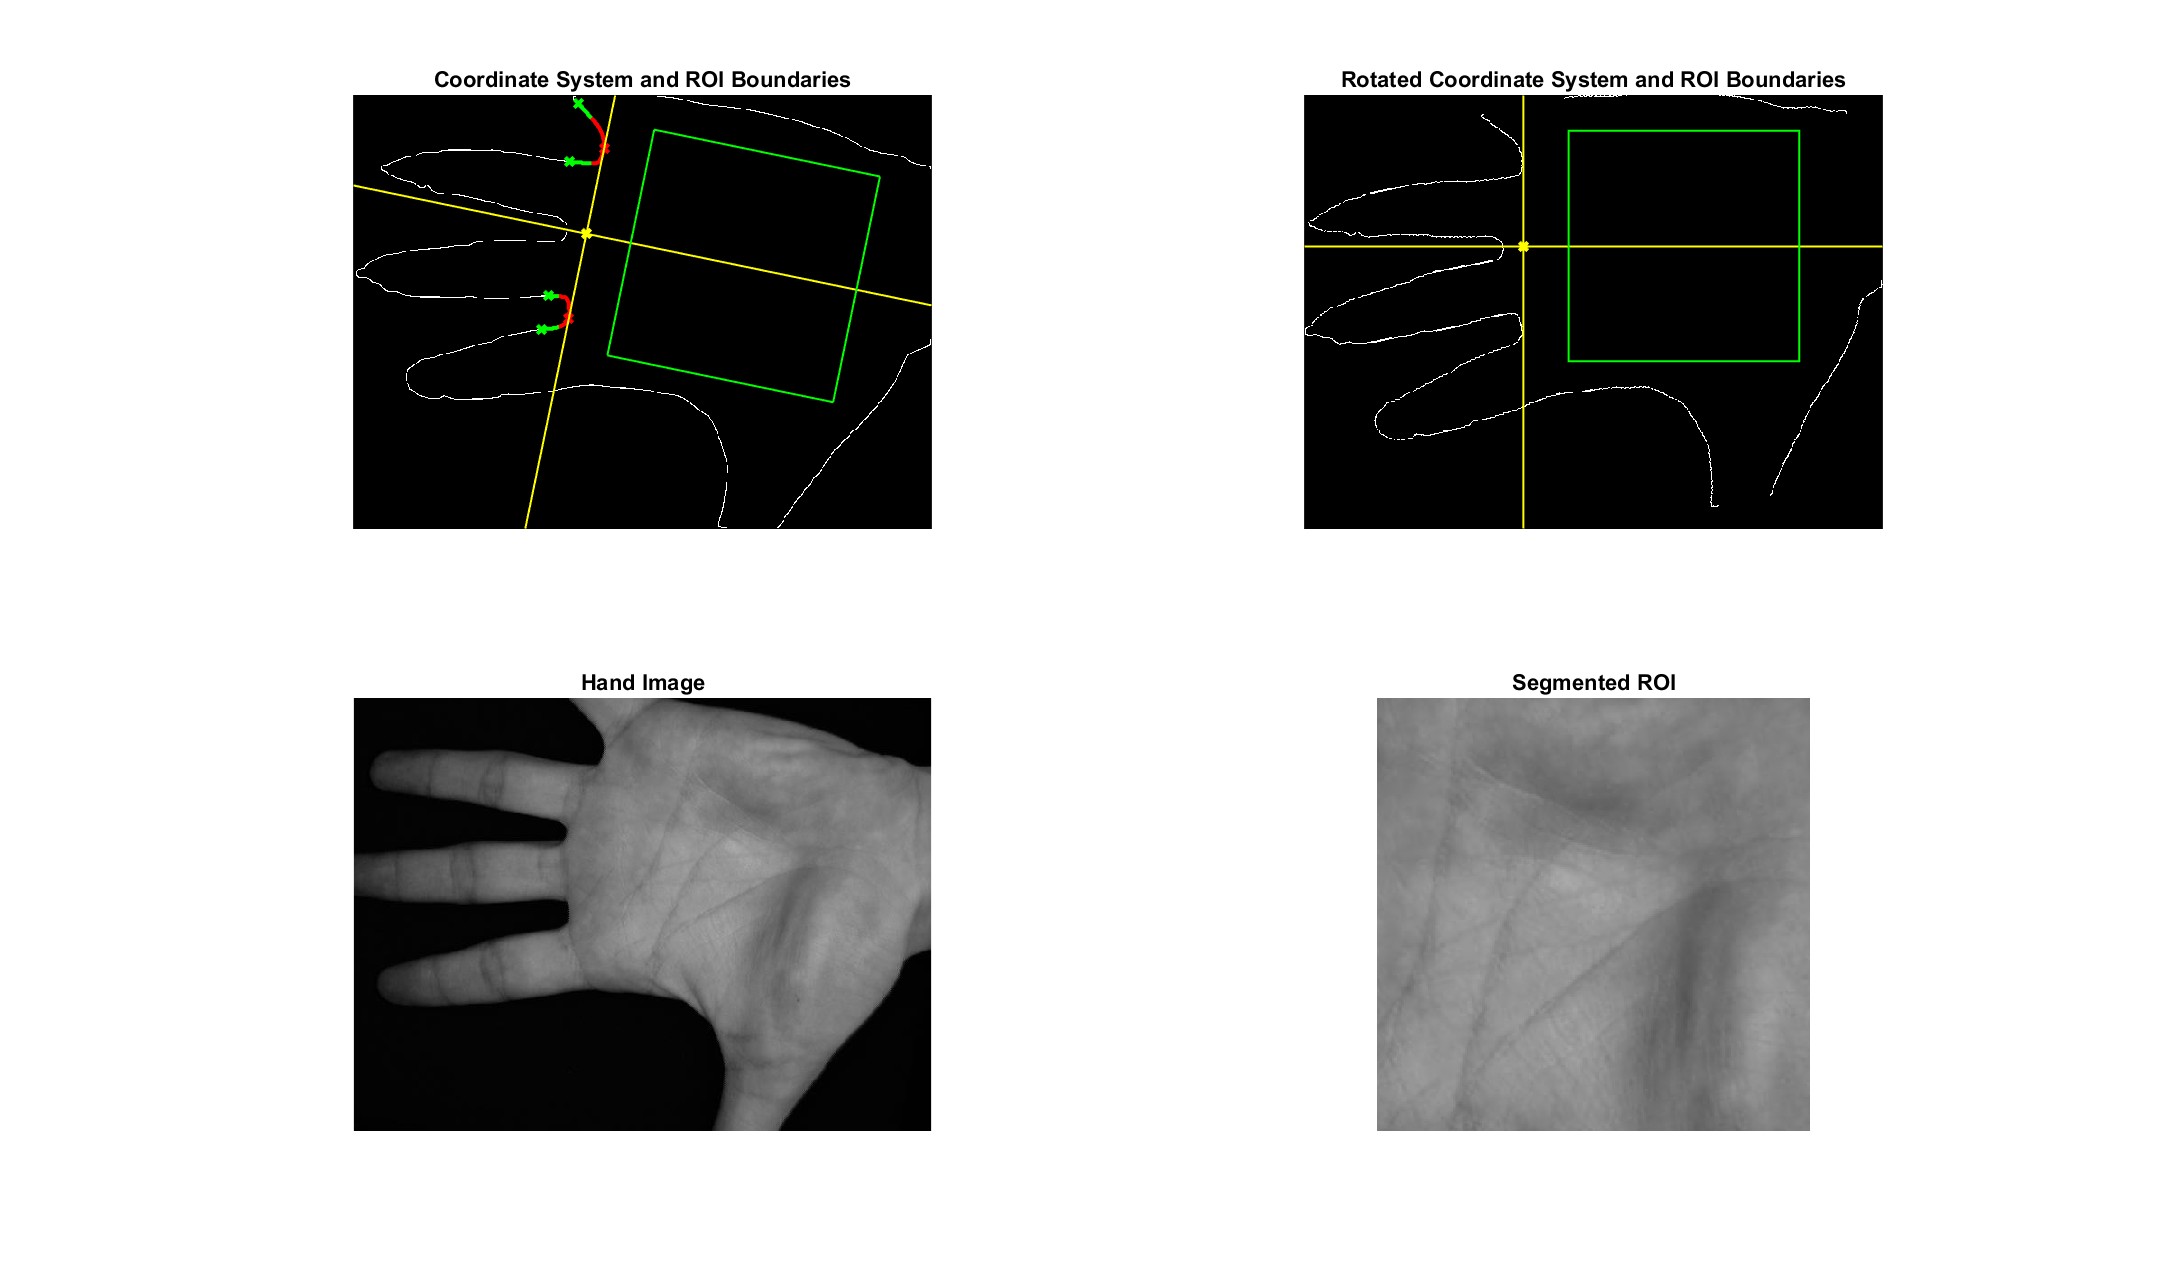 Coordinate System and ROI Boundaries
Rotated Coordinate System and ROI Boundaries
Hand Image
Segmented ROI